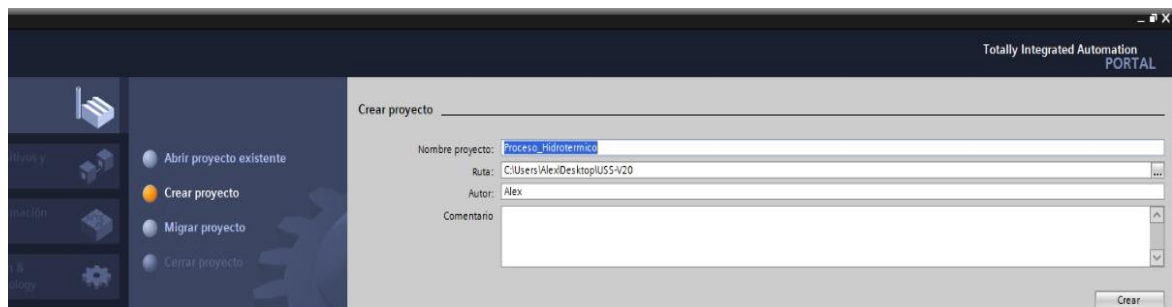 Totally Integrated Automation
PORTAL
Crear proyecto
Abrir proyecto existente
Crear proyecto
Migrar proyecto
Cerrar proyecto
Nombre proyecto: Proceso_Hidrotermico
Ruta: C:\Users\Alex\Desktop\USS-V20
...
Autor: Alex
Comentario
Crear